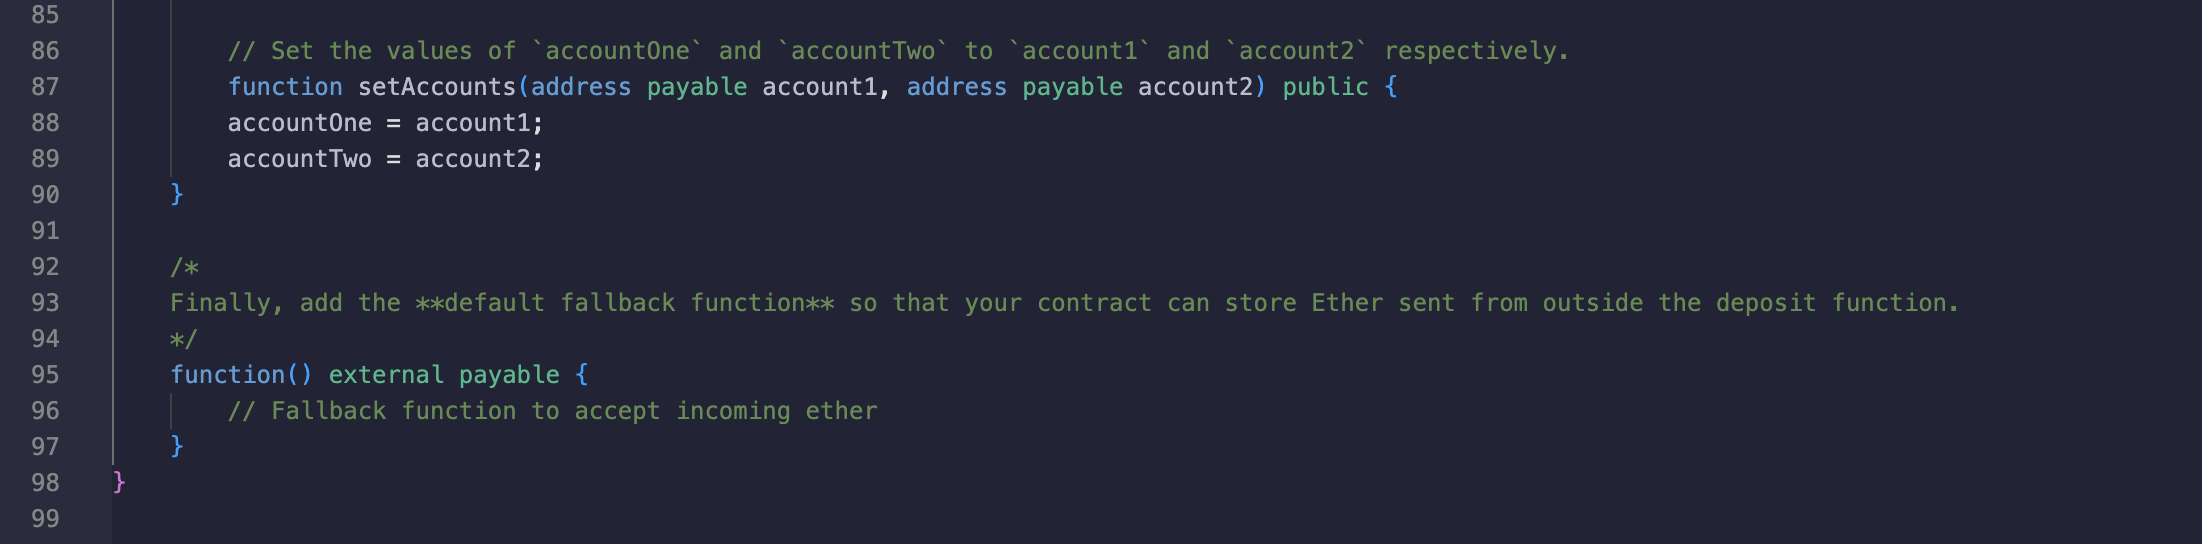 85
86 // Set the values of `accountOne` and `accountTwo` to `account1` and `account2` respectively.
87 function setAccounts(address payable account1, address payable account2) public {
88 accountOne = account1;
89 accountTwo = account2;
90 }
91
92 /*
93 Finally, add the **default fallback function** so that your contract can store Ether sent from outside the deposit function.
94 */
95 function() external payable {
96 // Fallback function to accept incoming ether
97 }
98 }
99